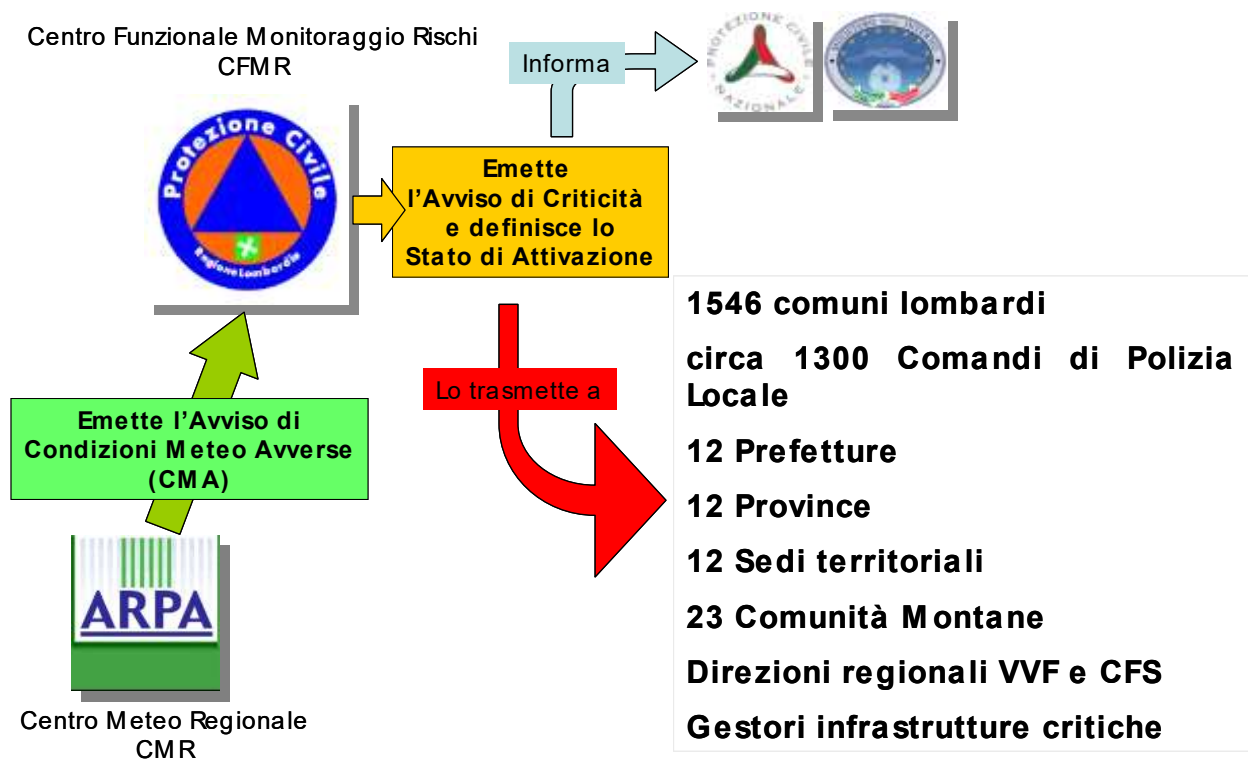 Centro Funzionale Monitoraggio Rischi
CFMR
Informa
PROTEZIONE CIVILE
NAZIONALE
Protezione Civile
Regione Lombardia
Emette
l'Avviso di Criticità
e definisce lo
Stato di Attivazione
Lo trasmette a
Emette l'Avviso di
Condizioni Meteo Avverse
(CMA)
ARPA
Centro Meteo Regionale
CMR
1546 comuni lombardi
circa 1300 Comandi di Polizia
Locale
12 Prefetture
12 Province
12 Sedi territoriali
23 Comunità Montane
Direzioni regionali VVF e CFS
Gestori infrastrutture critiche